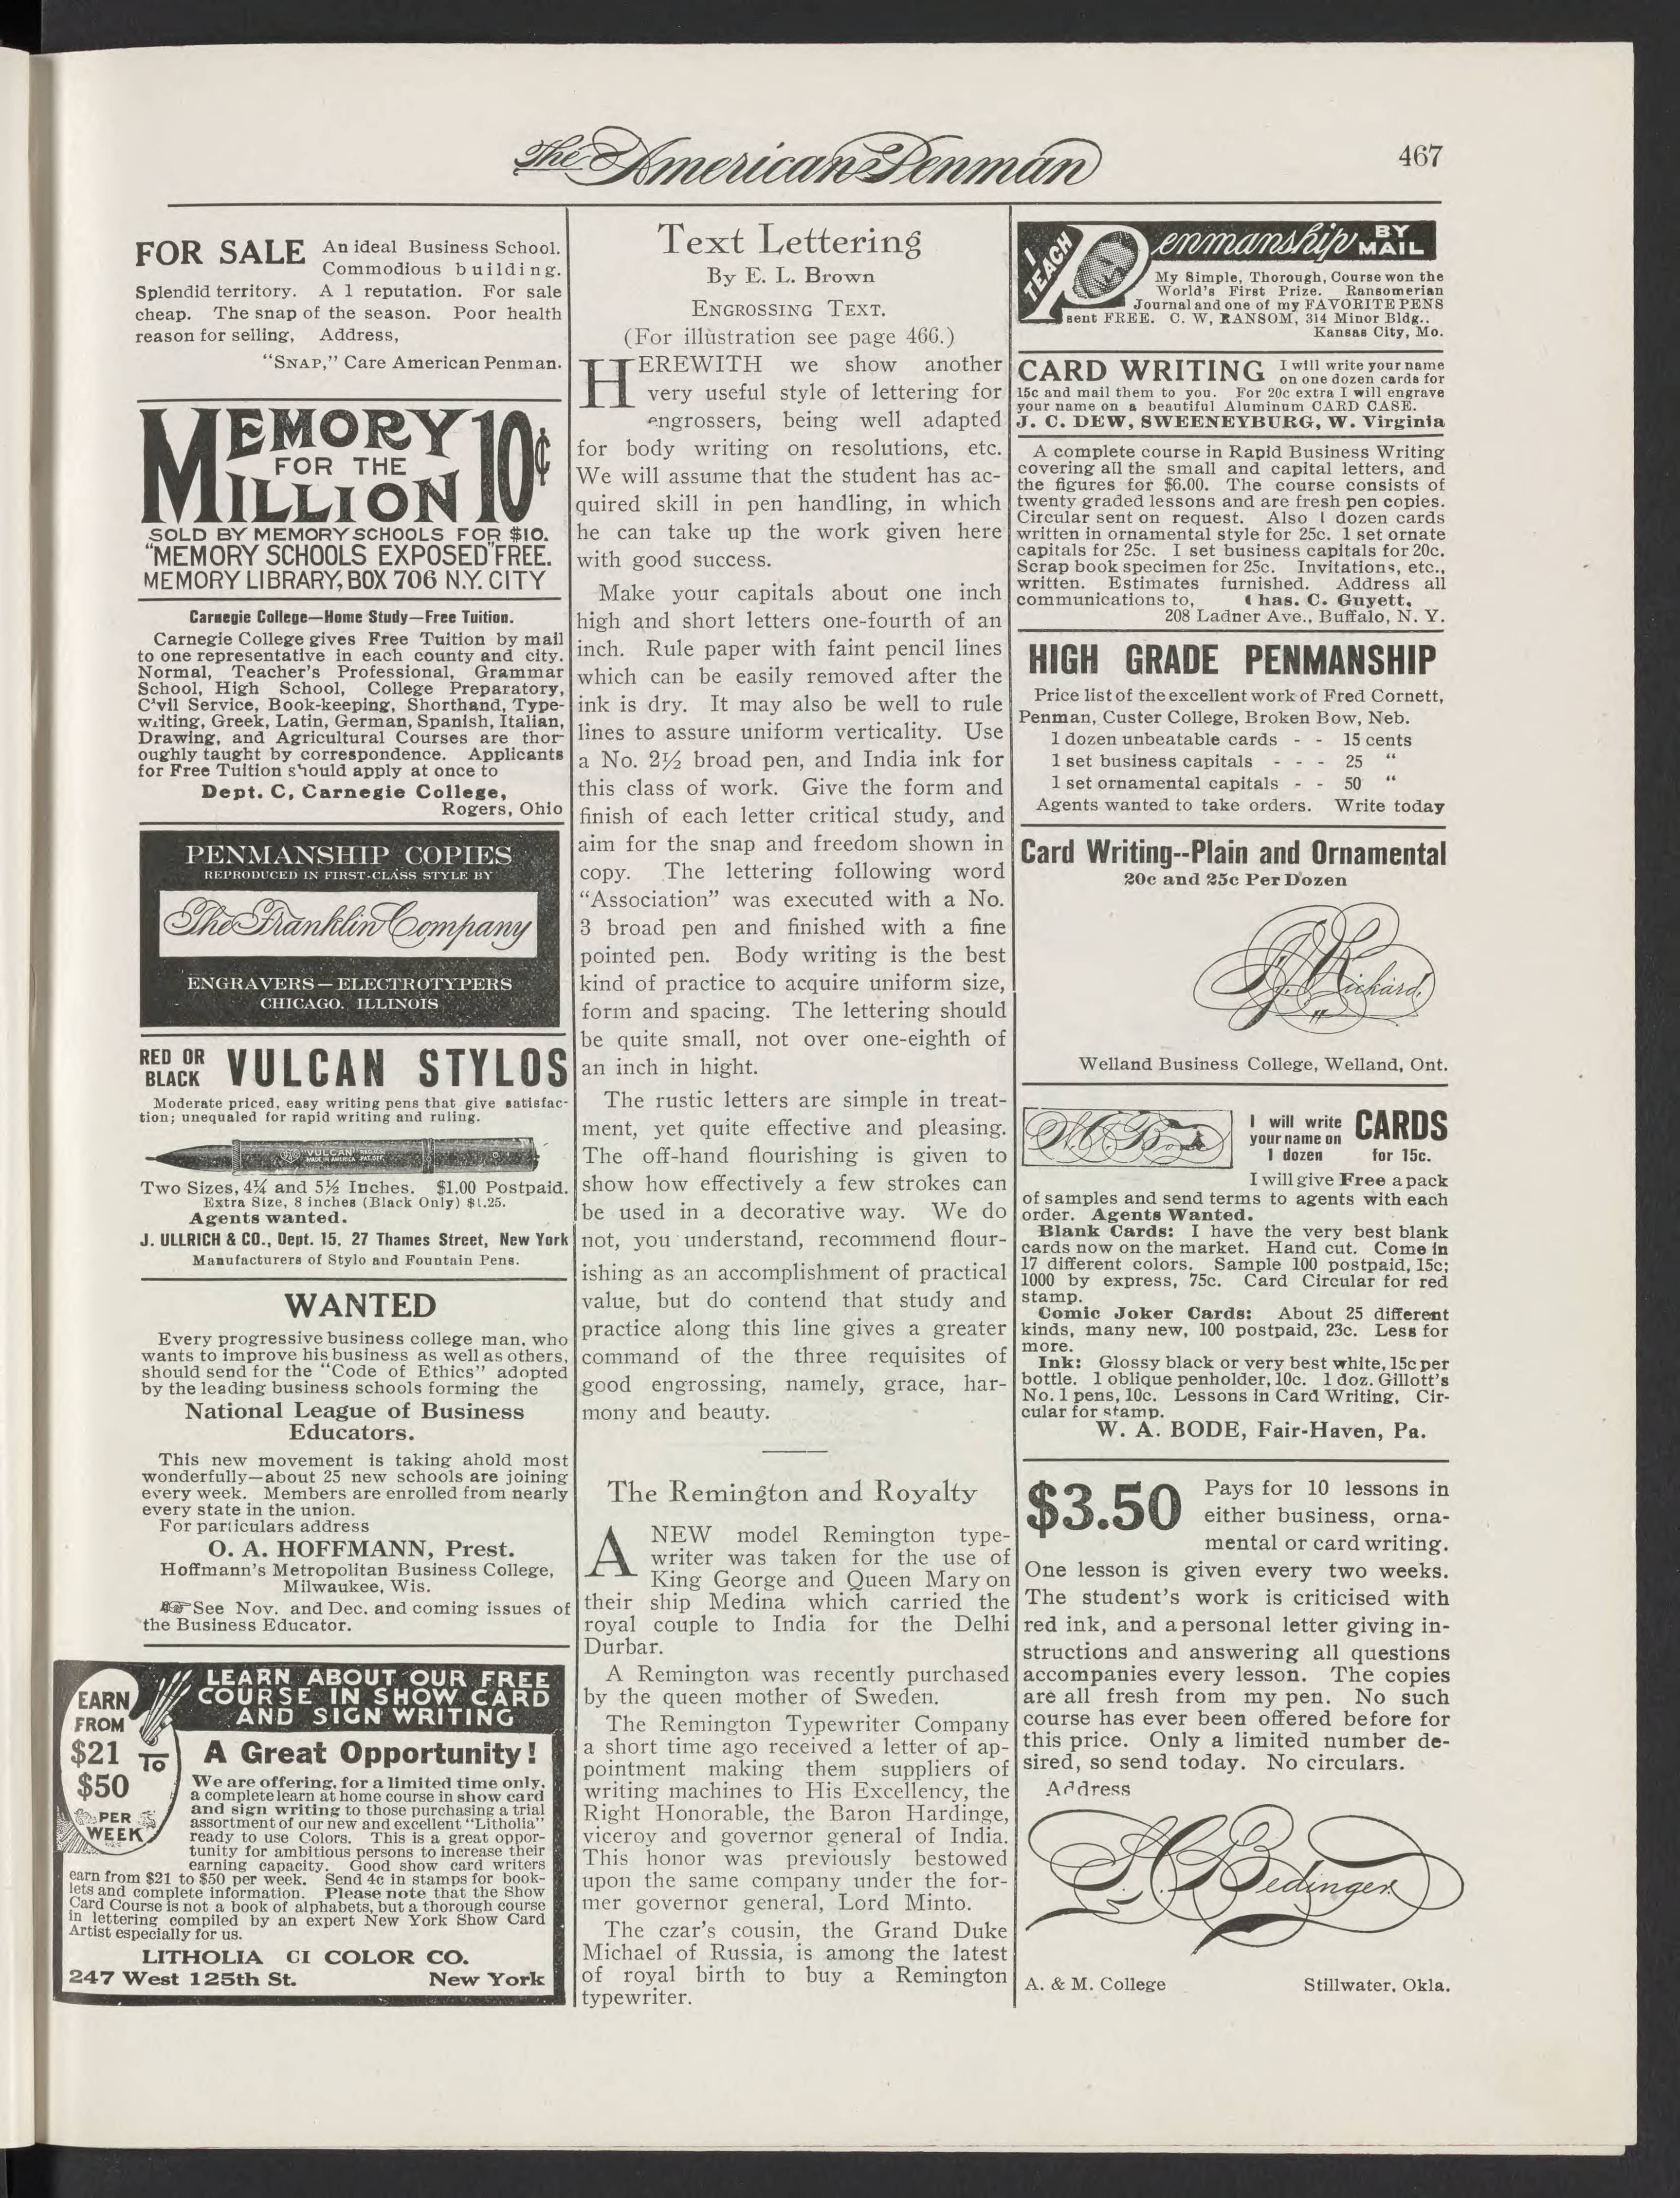 The American Penman
467
FOR SALE An ideal Business School.
Commodious building.
Splendid territory. A 1 reputation. For sale
cheap. The snap of the season. Poor health
reason for selling, Address,
"SNAP," Care American Penman.
MEMORY
FOR THE
MILLION 10¢
SOLD BY MEMORY SCHOOLS FOR $10.
"MEMORY SCHOOLS EXPOSED" FREE.
MEMORY LIBRARY, BOX 706 N.Y. CITY
Carnegie College—Home Study—Free Tuition.
Carnegie College gives Free Tuition by mail
to one representative in each county and city.
Normal, Teacher's Professional, Grammar
School, High School, College Preparatory,
C'vil Service, Book-keeping, Shorthand, Type-
writing, Greek, Latin, German, Spanish, Italian,
Drawing, and Agricultural Courses are thor-
oughly taught by correspondence. Applicants
for Free Tuition should apply at once to
Dept. C, Carnegie College,
Rogers, Ohio
PENMANSHIP COPIES
REPRODUCED IN FIRST-CLASS STYLE BY
The Franklin Company
ENGRAVERS — ELECTROTYPERS
CHICAGO. ILLINOIS
RED OR
BLACK VULCAN STYLOS
Moderate priced, easy writing pens that give satisfac-
tion; unequaled for rapid writing and ruling.
"VULCAN" REG.U.S.
MADE IN AMERICA PAT.OFF.
Two Sizes, 4¼ and 5½ Inches. $1.00 Postpaid.
Extra Size, 8 inches (Black Only) $1.25.
Agents wanted.
J. ULLRICH & CO., Dept. 15, 27 Thames Street, New York
Manufacturers of Stylo and Fountain Pens.
WANTED
Every progressive business college man, who
wants to improve his business as well as others,
should send for the "Code of Ethics" adopted
by the leading business schools forming the
National League of Business
Educators.
This new movement is taking ahold most
wonderfully—about 25 new schools are joining
every week. Members are enrolled from nearly
every state in the union.
For particulars address
O. A. HOFFMANN, Prest.
Hoffmann's Metropolitan Business College,
Milwaukee, Wis.
☞See Nov. and Dec. and coming issues of
the Business Educator.
EARN
FROM
$21
TO
$50
PER
WEEK
LEARN ABOUT OUR FREE
COURSE IN SHOW CARD
AND SIGN WRITING
A Great Opportunity!
We are offering, for a limited time only,
a complete learn at home course in show card
and sign writing to those purchasing a trial
assortment of our new and excellent "Litholia"
ready to use Colors. This is a great oppor-
tunity for ambitious persons to increase their
earning capacity. Good show card writers
earn from $21 to $50 per week. Send 4c in stamps for book-
lets and complete information. Please note that the Show
Card Course is not a book of alphabets, but a thorough course
in lettering compiled by an expert New York Show Card
Artist especially for us.
LITHOLIA CI COLOR CO.
247 West 125th St. New York
Text Lettering
By E. L. Brown
ENGROSSING TEXT.
(For illustration see page 466.)
HEREWITH we show another
very useful style of lettering for
engrossers, being well adapted
for body writing on resolutions, etc.
We will assume that the student has ac-
quired skill in pen handling, in which
he can take up the work given here
with good success.
Make your capitals about one inch
high and short letters one-fourth of an
inch. Rule paper with faint pencil lines
which can be easily removed after the
ink is dry. It may also be well to rule
lines to assure uniform verticality. Use
a No. 2½ broad pen, and India ink for
this class of work. Give the form and
finish of each letter critical study, and
aim for the snap and freedom shown in
copy. The lettering following word
"Association" was executed with a No.
3 broad pen and finished with a fine
pointed pen. Body writing is the best
kind of practice to acquire uniform size,
form and spacing. The lettering should
be quite small, not over one-eighth of
an inch in hight.
The rustic letters are simple in treat-
ment, yet quite effective and pleasing.
The off-hand flourishing is given to
show how effectively a few strokes can
be used in a decorative way. We do
not, you understand, recommend flour-
ishing as an accomplishment of practical
value, but do contend that study and
practice along this line gives a greater
command of the three requisites of
good engrossing, namely, grace, har-
mony and beauty.
The Remington and Royalty
A NEW model Remington type-
writer was taken for the use of
King George and Queen Mary on
their ship Medina which carried the
royal couple to India for the Delhi
Durbar.
A Remington was recently purchased
by the queen mother of Sweden.
The Remington Typewriter Company
a short time ago received a letter of ap-
pointment making them suppliers of
writing machines to His Excellency, the
Right Honorable, the Baron Hardinge,
viceroy and governor general of India.
This honor was previously bestowed
upon the same company under the for-
mer governor general, Lord Minto.
The czar's cousin, the Grand Duke
Michael of Russia, is among the latest
of royal birth to buy a Remington
typewriter.
I TEACH Penmanship BY MAIL
My Simple, Thorough, Course won the
World's First Prize. Ransomerian
Journal and one of my FAVORITE PENS
sent FREE. C. W, RANSOM, 314 Minor Bldg..
Kansas City, Mo.
CARD WRITING I will write your name
on one dozen cards for
15c and mail them to you. For 20c extra I will engrave
your name on a beautiful Aluminum CARD CASE.
J. C. DEW, SWEENEYBURG, W. Virginia
A complete course in Rapid Business Writing
covering all the small and capital letters, and
the figures for $6.00. The course consists of
twenty graded lessons and are fresh pen copies.
Circular sent on request. Also 1 dozen cards
written in ornamental style for 25c. 1 set ornate
capitals for 25c. 1 set business capitals for 20c.
Scrap book specimen for 25c. Invitations, etc.,
written. Estimates furnished. Address all
communications to, Chas. C. Guyett,
208 Ladner Ave., Buffalo, N. Y.
HIGH GRADE PENMANSHIP
Price list of the excellent work of Fred Cornett,
Penman, Custer College, Broken Bow, Neb.
1 dozen unbeatable cards - - 15 cents
1 set business capitals - - - 25 "
1 set ornamental capitals - - 50 "
Agents wanted to take orders. Write today
Card Writing--Plain and Ornamental
20c and 25c Per Dozen
Rickard.
Welland Business College, Welland, Ont.
I will write
your name on
1 dozen
CARDS
for 15c.
I will give Free a pack
of samples and send terms to agents with each
order. Agents Wanted.
Blank Cards: I have the very best blank
cards now on the market. Hand cut. Come in
17 different colors. Sample 100 postpaid, 15c;
1000 by express, 75c. Card Circular for red
stamp.
Comic Joker Cards: About 25 different
kinds, many new, 100 postpaid, 23c. Less for
more.
Ink: Glossy black or very best white, 15c per
bottle. 1 oblique penholder, 10c. 1 doz. Gillott's
No. 1 pens, 10c. Lessons in Card Writing, Cir-
cular for stamp.
W. A. BODE, Fair-Haven, Pa.
$3.50 Pays for 10 lessons in
either business, orna-
mental or card writing.
One lesson is given every two weeks.
The student's work is criticised with
red ink, and a personal letter giving in-
structions and answering all questions
accompanies every lesson. The copies
are all fresh from my pen. No such
course has ever been offered before for
this price. Only a limited number de-
sired, so send today. No circulars.
Address
Bedinger.
A. & M. College Stillwater, Okla.